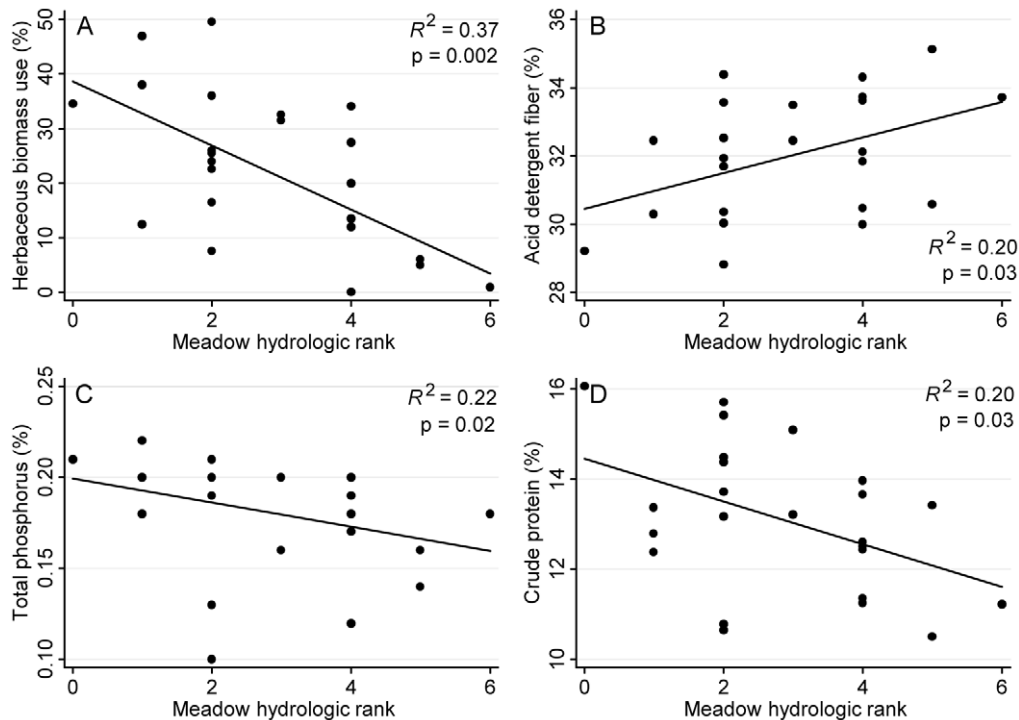 A
R² = 0.37
p = 0.002
Herbaceous biomass use (%)
50
40
30
20
10
0
0 2 4 6
Meadow hydrologic rank
B
Acid detergent fiber (%)
36
34
32
30
28
R² = 0.20
p = 0.03
0 2 4 6
Meadow hydrologic rank
C
R² = 0.22
p = 0.02
Total phosphorus (%)
0.25
0.20
0.15
0.10
0 2 4 6
Meadow hydrologic rank
D
R² = 0.20
p = 0.03
Crude protein (%)
16
14
12
10
0 2 4 6
Meadow hydrologic rank